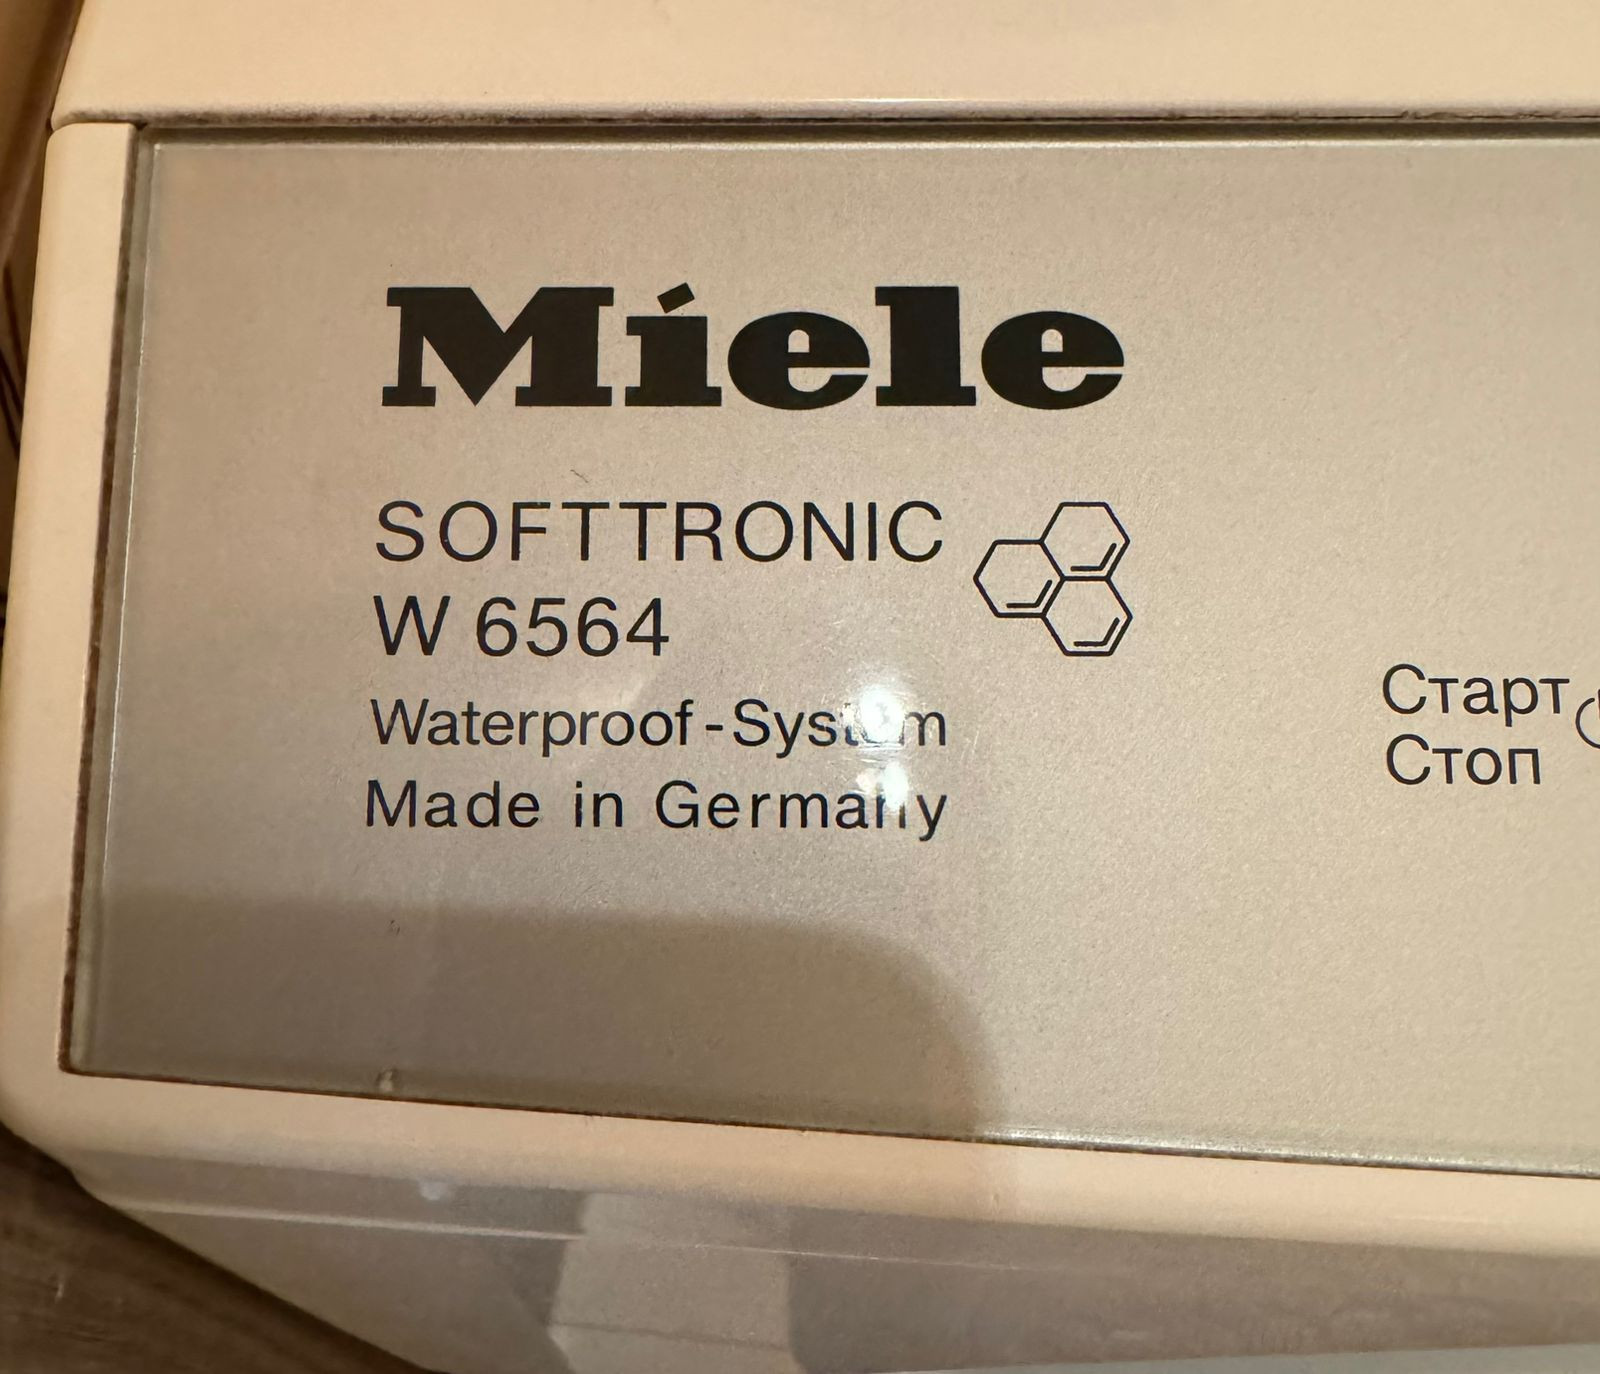 Miele
SOFTTRONIC
W 6564
Waterproof-System
Made in Germany
Старт
Стоп